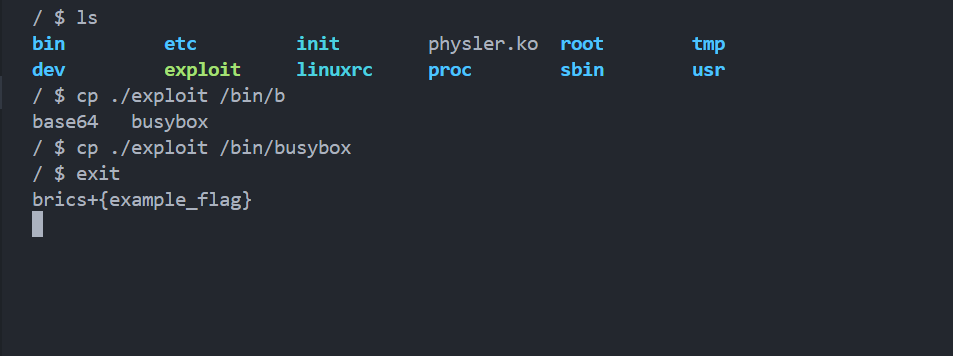 / $ ls
bin etc init physler.ko root tmp
dev exploit linuxrc proc sbin usr
/ $ cp ./exploit /bin/b
base64 busybox
/ $ cp ./exploit /bin/busybox
/ $ exit
brics+{example_flag}